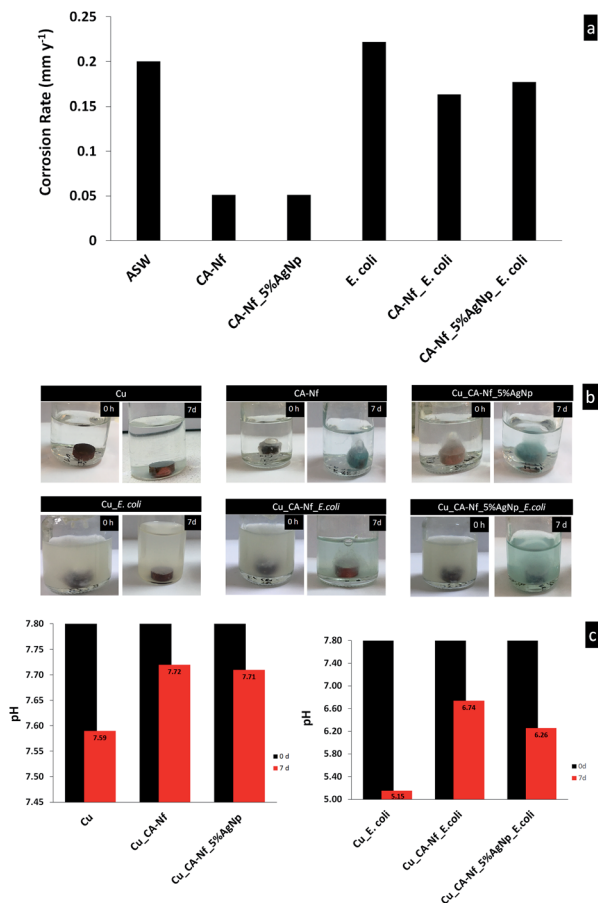 a
Corrosion Rate (mm y-1)
0.25
0.2
0.15
0.1
0.05
0
ASW
CA-Nf
CA-Nf_5%AgNp
E. coli
CA-Nf_ E. coli
CA-Nf_5%AgNp_ E. coli
b
Cu
0 h
7d
CA-Nf
0 h
7 d
Cu_CA-Nf_5%AgNp
0 h
7 d
Cu_E. coli
0 h
7d
Cu_CA-Nf_E.coli
0 h
7d
Cu_CA-Nf_5%AgNp_E.coli
0 h
7d
c
pH
7.80
7.75
7.70
7.65
7.60
7.55
7.50
7.45
7.59
7.72
7.71
Cu
Cu_CA-Nf
Cu_CA-Nf_5%AgNp
0 d
7 d
pH
7.80
7.40
7.00
6.60
6.20
5.80
5.40
5.00
5.15
6.74
6.26
Cu_E. coli
Cu_CA-Nf_E.coli
Cu_CA-Nf_5%AgNp_E.coli
0d
7d